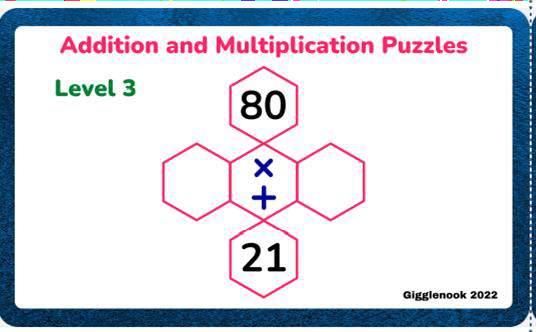 Addition and Multiplication Puzzles
Level 3
80
×
+
21
Gigglenook 2022